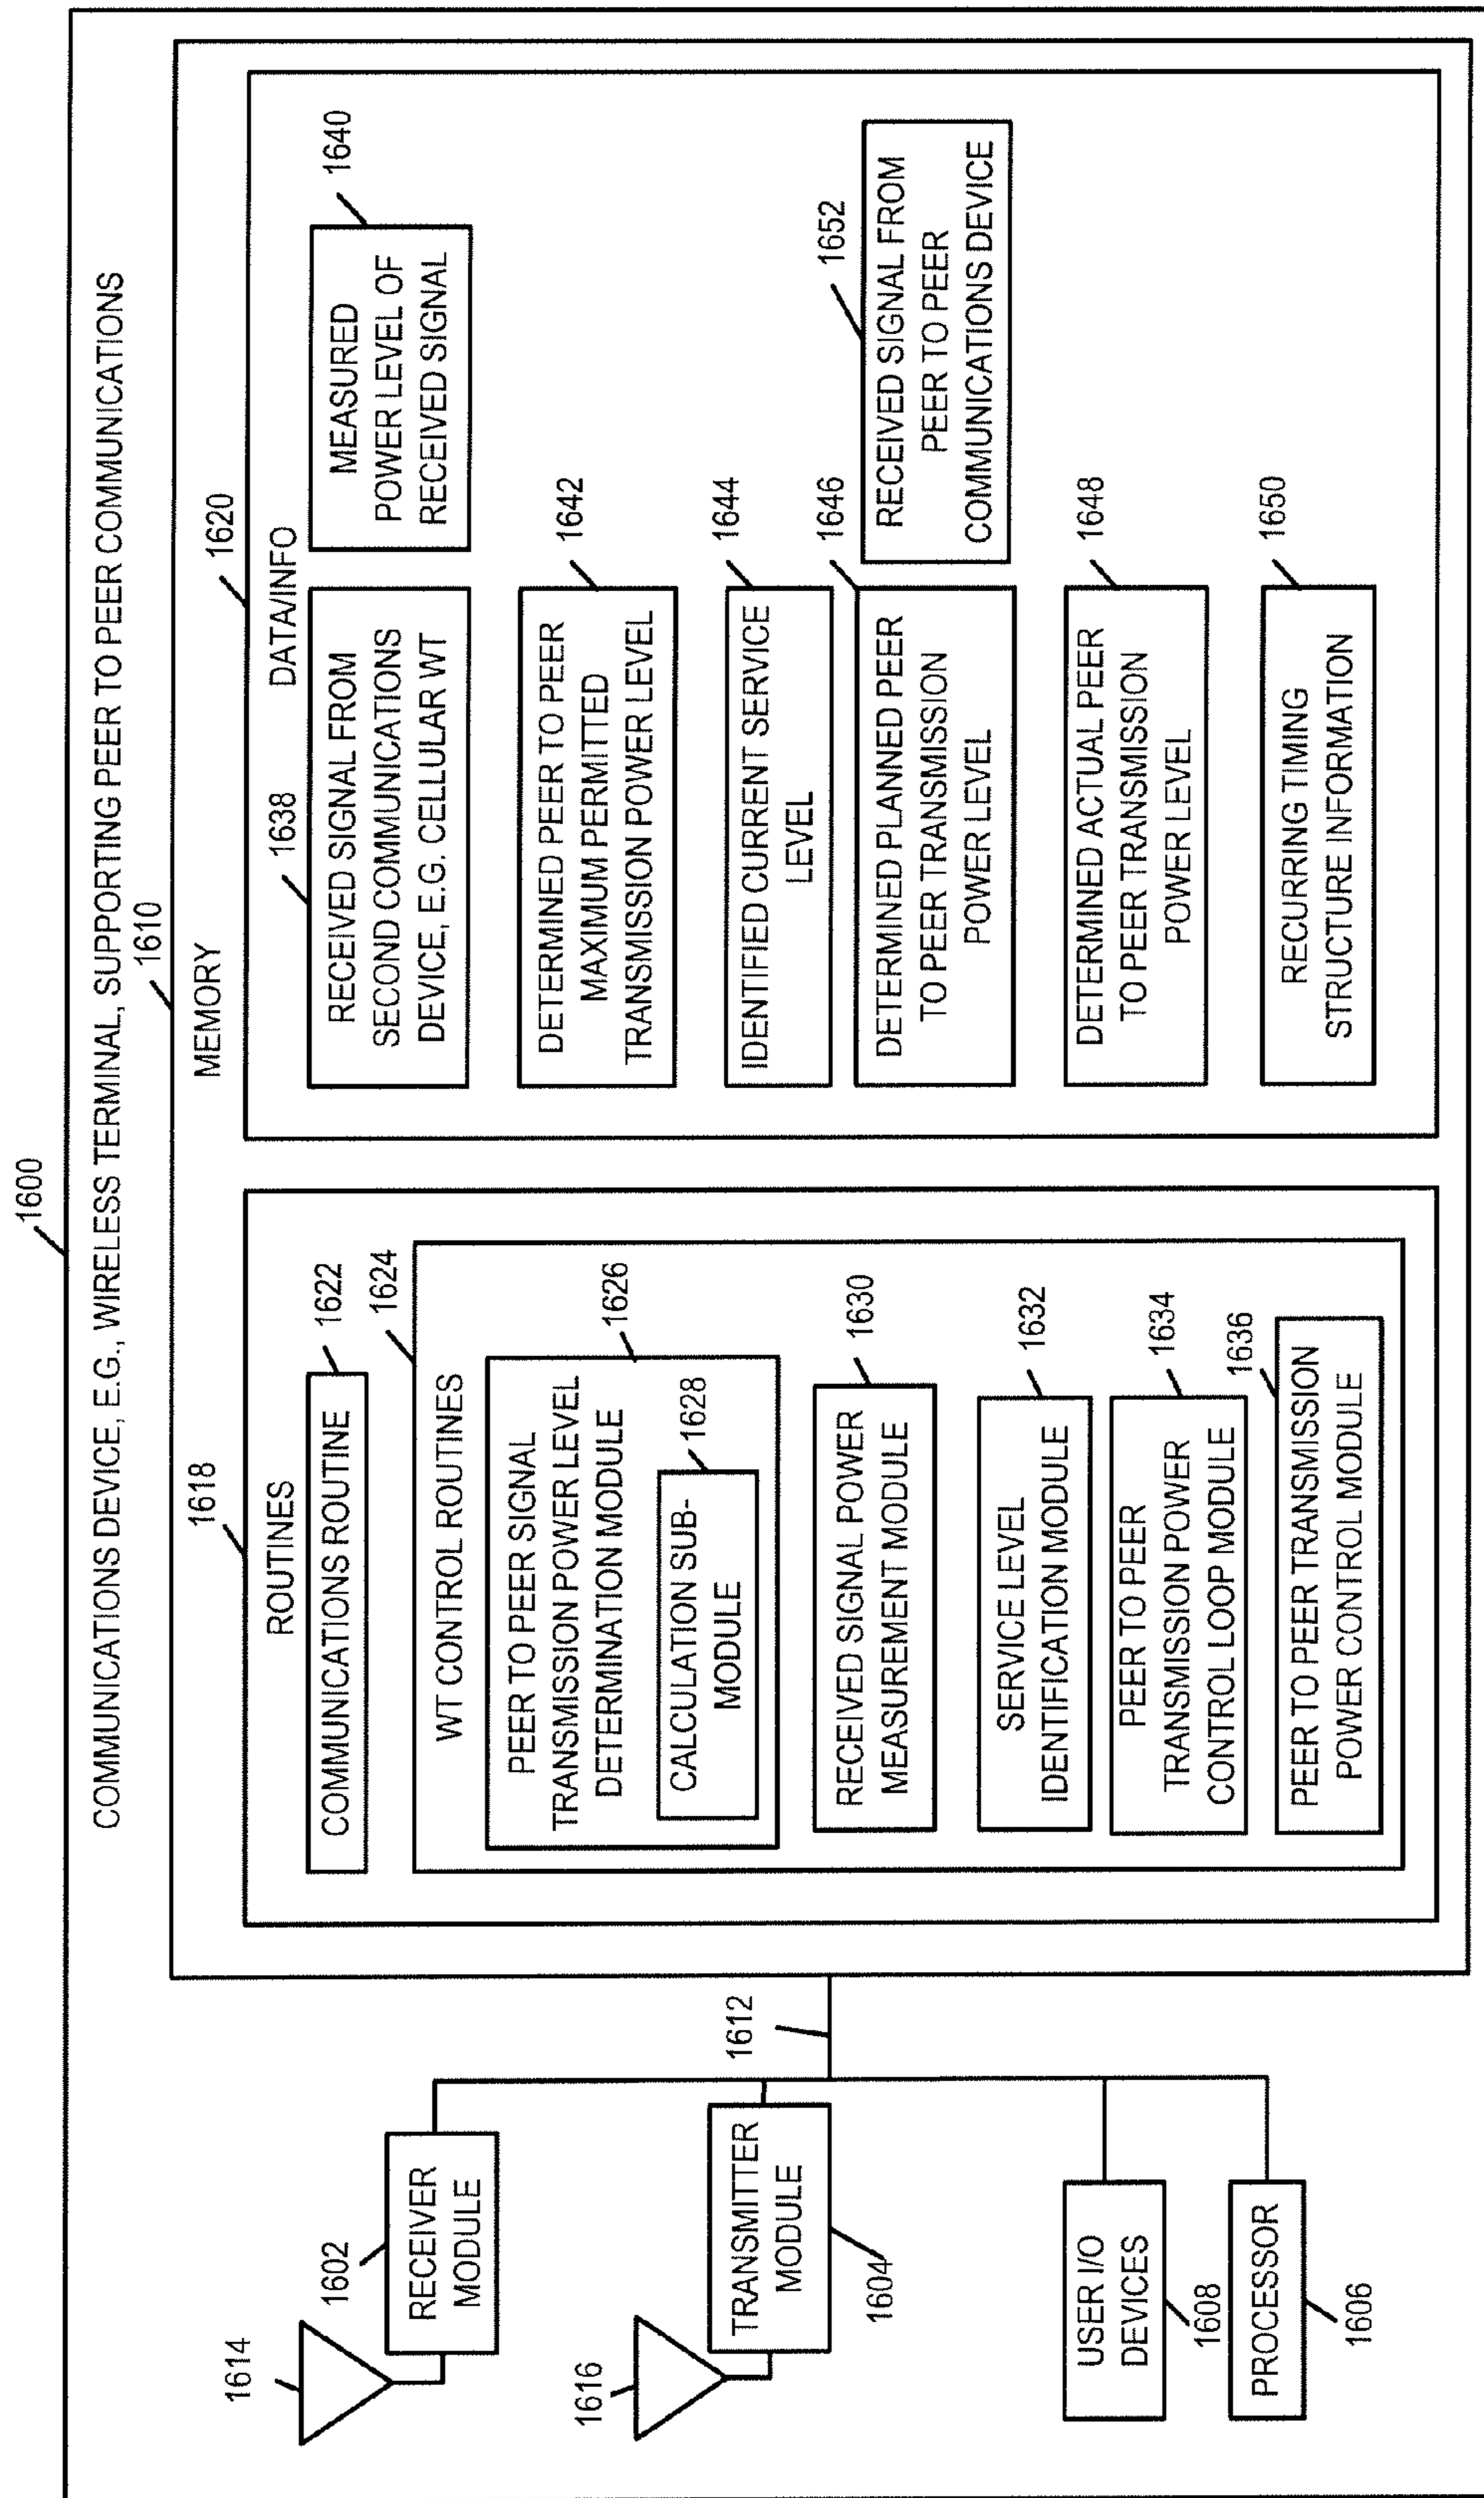 1600
COMMUNICATIONS DEVICE, E.G., WIRELESS TERMINAL, SUPPORTING PEER TO PEER COMMUNICATIONS
1614
1602
RECEIVER
MODULE
1616
TRANSMITTER
MODULE
1604
USER I/O
DEVICES
1608
PROCESSOR
1606
1612
1610
MEMORY
1618
ROUTINES
1622
COMMUNICATIONS ROUTINE
1624
WT CONTROL ROUTINES
1626
PEER TO PEER SIGNAL
TRANSMISSION POWER LEVEL
DETERMINATION MODULE
1628
CALCULATION SUB-
MODULE
1630
RECEIVED SIGNAL POWER
MEASUREMENT MODULE
1632
SERVICE LEVEL
IDENTIFICATION MODULE
1634
PEER TO PEER
TRANSMISSION POWER
CONTROL LOOP MODULE
1636
PEER TO PEER TRANSMISSION
POWER CONTROL MODULE
1620
DATA/INFO
1638
RECEIVED SIGNAL FROM
SECOND COMMUNICATIONS
DEVICE, E.G. CELLULAR WT
1640
MEASURED
POWER LEVEL OF
RECEIVED SIGNAL
1642
DETERMINED PEER TO PEER
MAXIMUM PERMITTED
TRANSMISSION POWER LEVEL
1644
IDENTIFIED CURRENT SERVICE
LEVEL
1646
DETERMINED PLANNED PEER
TO PEER TRANSMISSION
POWER LEVEL
1652
RECEIVED SIGNAL FROM
PEER TO PEER
COMMUNICATIONS DEVICE
1648
DETERMINED ACTUAL PEER
TO PEER TRANSMISSION
POWER LEVEL
1650
RECURRING TIMING
STRUCTURE INFORMATION